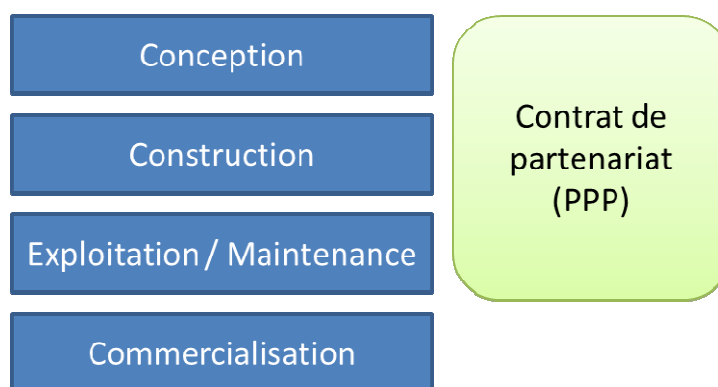 Conception
Construction
Exploitation / Maintenance
Commercialisation
Contrat de
partenariat
(PPP)